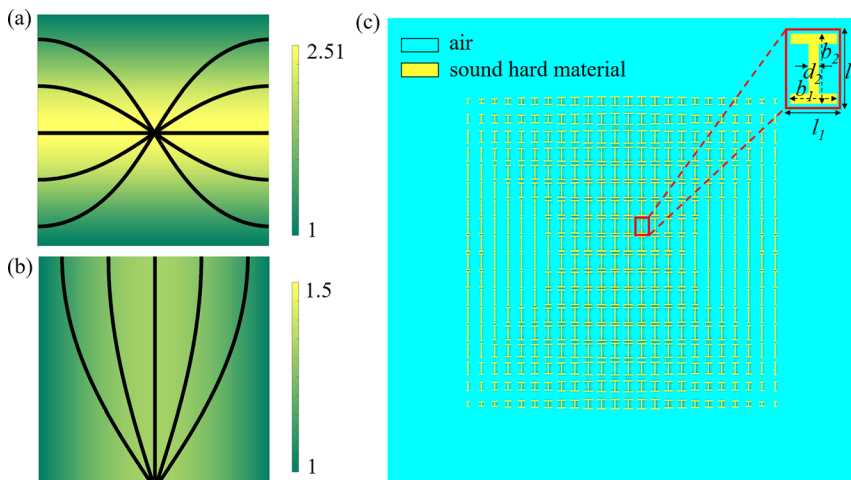 (a)
2.51
1
(b)
1.5
1
(c)
air
sound hard material
b2
d2
b1
l
l1